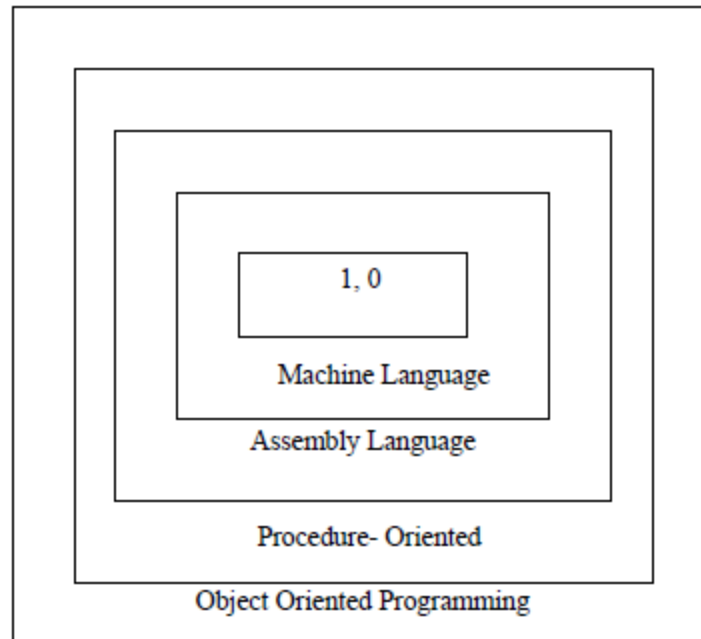 1, 0
Machine Language
Assembly Language
Procedure- Oriented
Object Oriented Programming